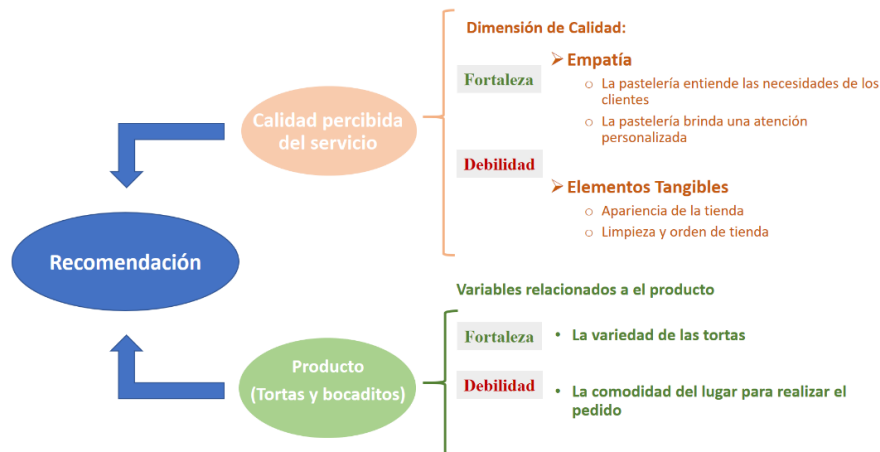 Dimensión de Calidad:
Fortaleza
➢ Empatía
o La pastelería entiende las necesidades de los
clientes
o La pastelería brinda una atención
personalizada
Calidad percibida
del servicio
Debilidad
➢ Elementos Tangibles
o Apariencia de la tienda
o Limpieza y orden de tienda
Recomendación
Variables relacionados a el producto
Fortaleza
• La variedad de las tortas
Producto
(Tortas y bocaditos)
Debilidad
• La comodidad del lugar para realizar el
pedido